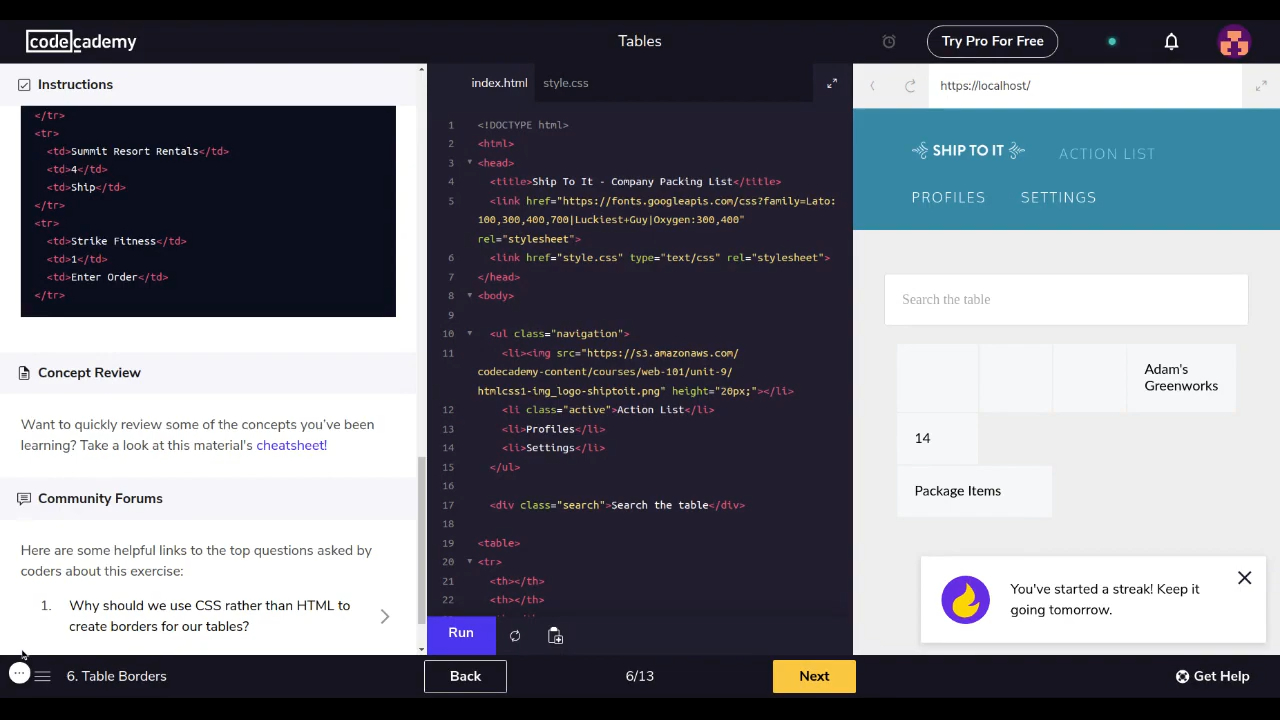 codecademy
Tables
Try Pro For Free
Instructions
</tr>
<tr>
<td>Summit Resort Rentals</td>
<td>4</td>
<td>Ship</td>
</tr>
<tr>
<td>Strike Fitness</td>
<td>1</td>
<td>Enter Order</td>
</tr>
Concept Review
Want to quickly review some of the concepts you've been
learning? Take a look at this material's cheatsheet!
Community Forums
Here are some helpful links to the top questions asked by
coders about this exercise:
1. Why should we use CSS rather than HTML to
create borders for our tables?
index.html style.css
1 <!DOCTYPE html>
2 <html>
3 <head>
4 <title>Ship To It - Company Packing List</title>
5 <link href="https://fonts.googleapis.com/css?family=Lato:
100,300,400,700|Luckiest+Guy|Oxygen:300,400"
rel="stylesheet">
6 <link href="style.css" type="text/css" rel="stylesheet">
7 </head>
8 <body>
9
10 <ul class="navigation">
11 <li><img src="https://s3.amazonaws.com/
codecademy-content/courses/web-101/unit-9/
htmlcss1-img_logo-shiptoit.png" height="20px;"></li>
12 <li class="active">Action List</li>
13 <li>Profiles</li>
14 <li>Settings</li>
15 </ul>
16
17 <div class="search">Search the table</div>
18
19 <table>
20 <tr>
21 <th></th>
22 <th></th>
Run
https://localhost/
SHIP TO IT
ACTION LIST
PROFILES
SETTINGS
Search the table
Adam's
Greenworks
14
Package Items
You've started a streak! Keep it
going tomorrow.
6. Table Borders
Back
6/13
Next
Get Help